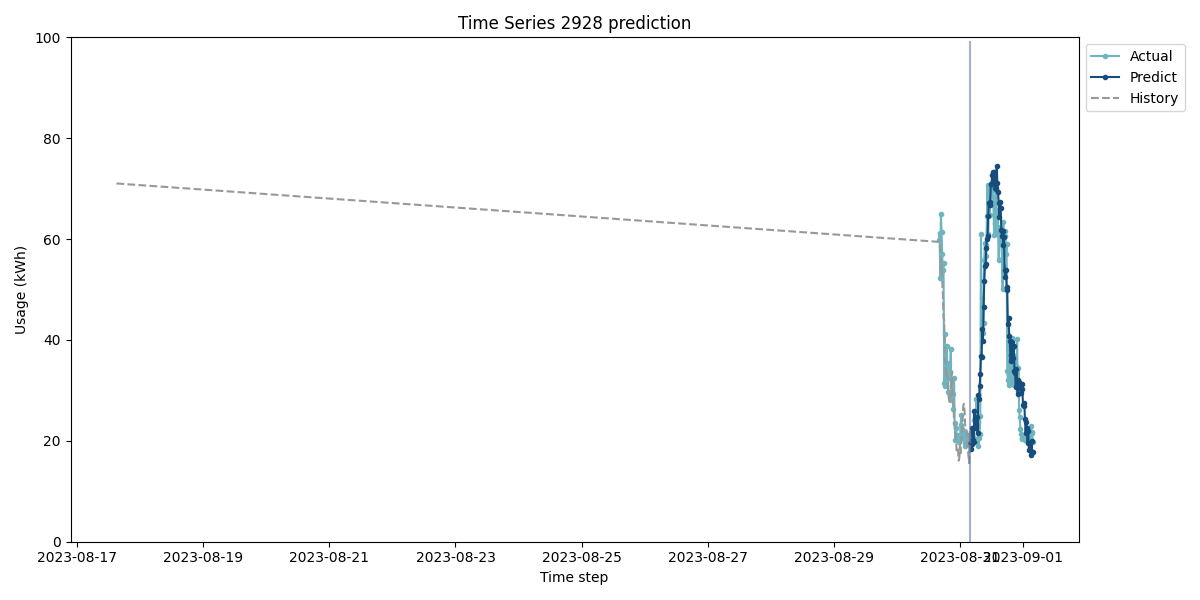 Time Series 2928 prediction
Usage (kWh)
100
80
60
40
20
0
2023-08-17
2023-08-19
2023-08-21
2023-08-23
2023-08-25
2023-08-27
2023-08-29
2023-08-31
2023-09-01
Time step
Actual
Predict
History